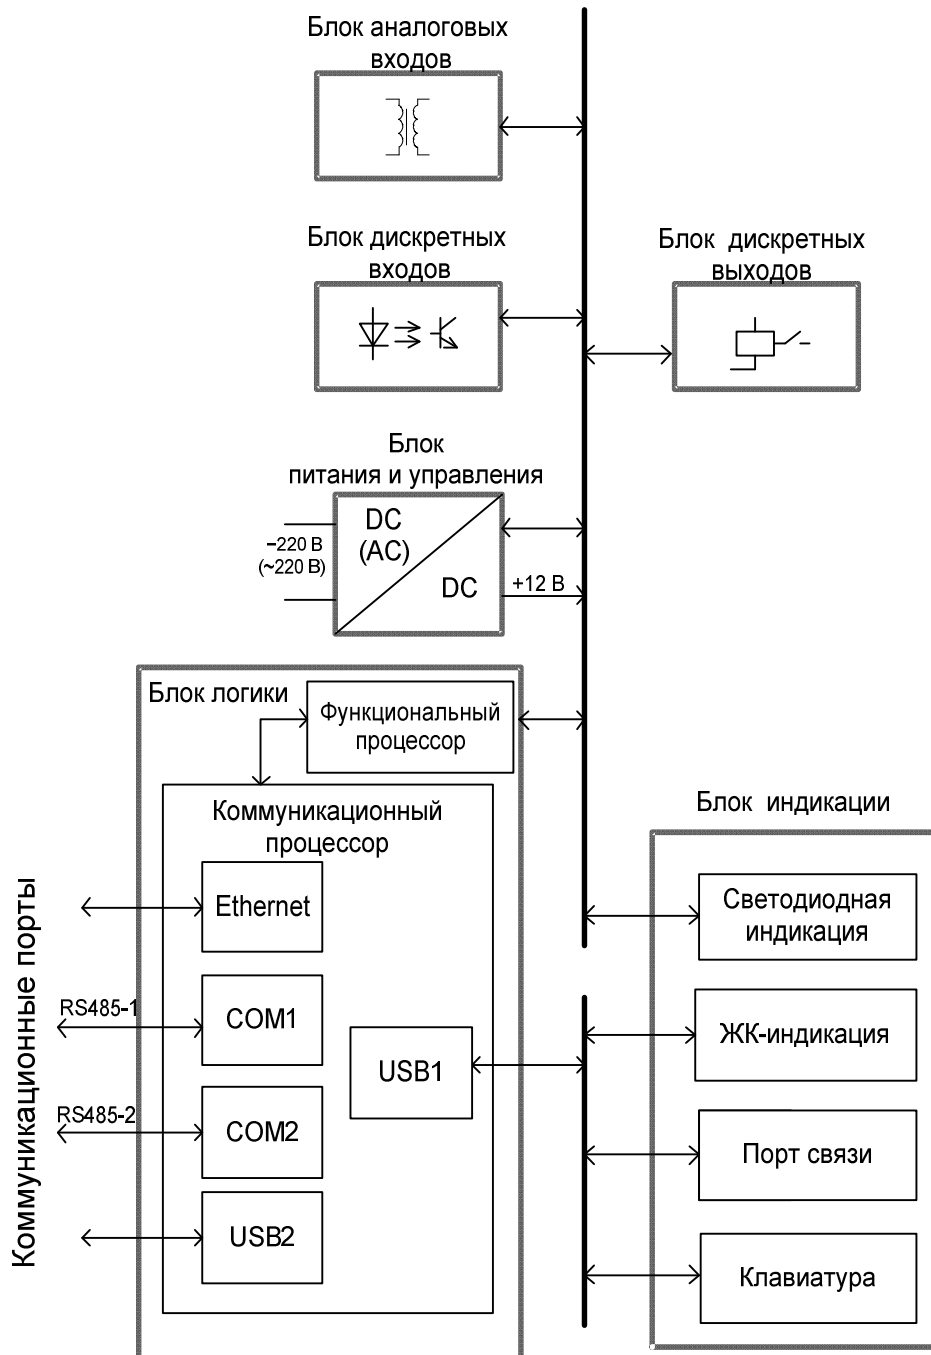 Блок аналоговых
входов
Блок дискретных
входов
Блок дискретных
выходов
Блок
питания и управления
DC
(AC)
−220 В
(~220 В)
DC
+12 В
Блок логики
Функциональный
процессор
Коммуникационный
процессор
Блок индикации
Ethernet
Светодиодная
индикация
Коммуникационные порты
RS485-1
COM1
ЖК-индикация
USB1
RS485-2
COM2
Порт связи
USB2
Клавиатура